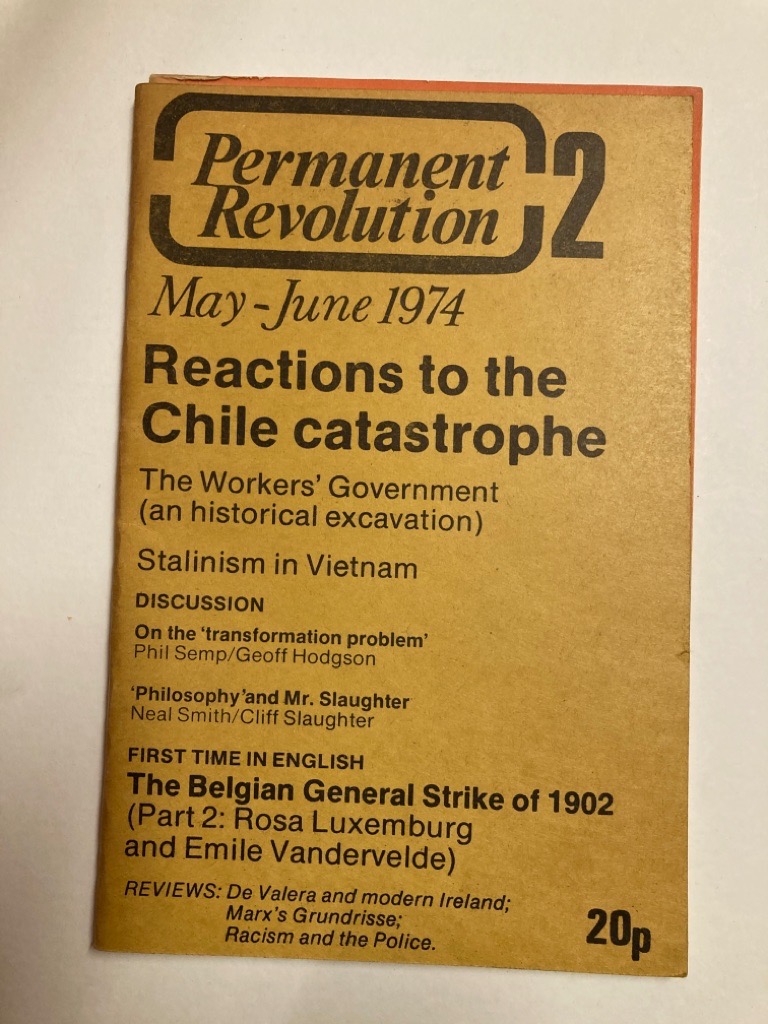 Permanent
Revolution
2
May-June 1974
Reactions to the
Chile catastrophe
The Workers' Government
(an historical excavation)
Stalinism in Vietnam
DISCUSSION
On the 'transformation problem'
Phil Semp/Geoff Hodgson
'Philosophy' and Mr. Slaughter
Neal Smith/Cliff Slaughter
FIRST TIME IN ENGLISH
The Belgian General Strike of 1902
(Part 2: Rosa Luxemburg
and Emile Vandervelde)
REVIEWS: De Valera and modern Ireland;
Marx's Grundrisse;
Racism and the Police.
20p